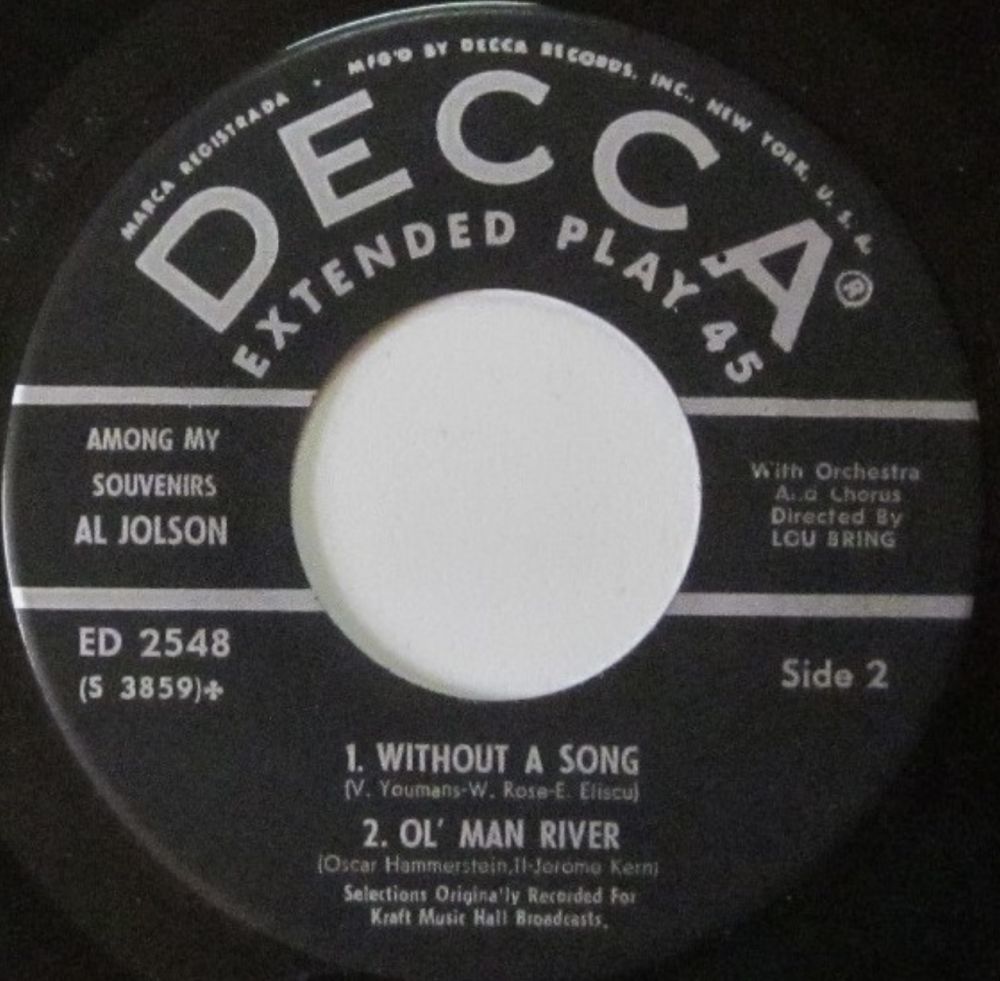 MARCA REGISTRADA • MFG'D BY DECCA RECORDS, INC., NEW YORK, U. S. A.
DECCA®
EXTENDED PLAY 45
AMONG MY
SOUVENIRS
AL JOLSON
With Orchestra
And Chorus
Directed By
LOU BRING
ED 2548
(S 3859)+
Side 2
1. WITHOUT A SONG
(V. Youmans-W. Rose-E. Eliscu)
2. OL' MAN RIVER
(Oscar Hammerstein,II-Jerome Kern)
Selections Originally Recorded For
Kraft Music Hall Broadcasts.